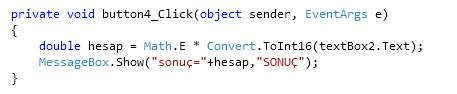 private void button4_Click(object sender, EventArgs e)
{
double hesap = Math.E * Convert.ToInt16(textBox2.Text);
MessageBox.Show("sonuç="+hesap,"SONUÇ");
}